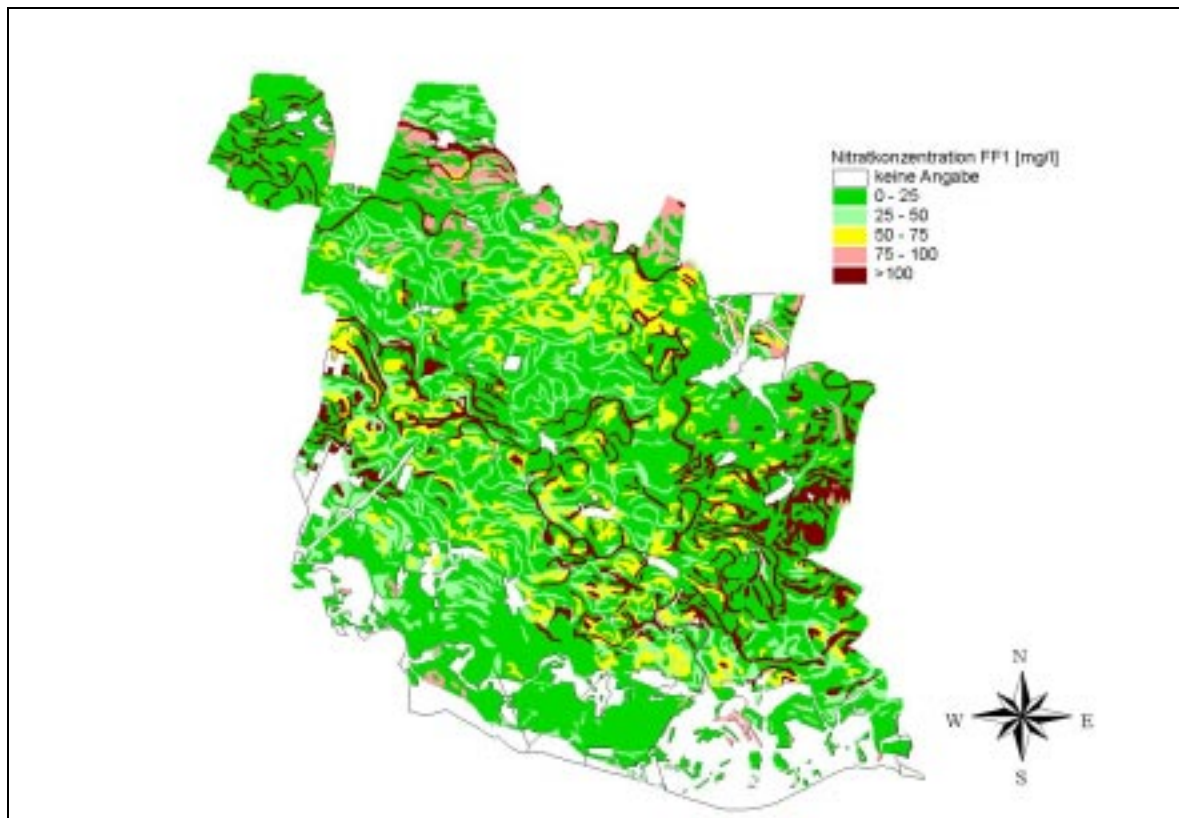 Nitratkonzentration FF1 [mg/l]
keine Angabe
0 - 25
25 - 50
50 - 75
75 - 100
>100
N
W E
S